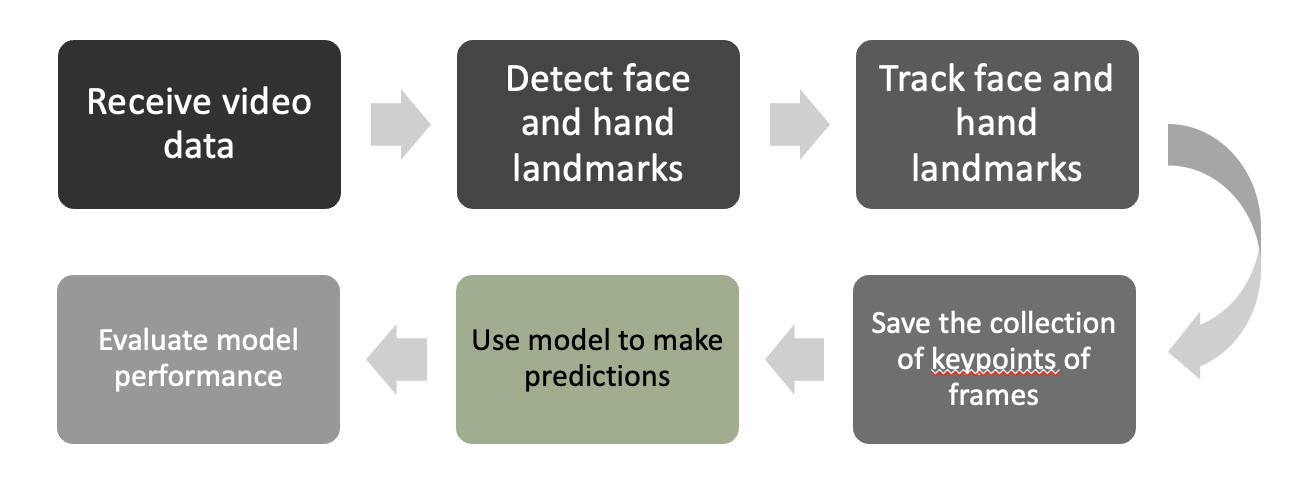 Receive video
data
Detect face
and hand
landmarks
Track face and
hand
landmarks
Save the collection
of keypoints of
frames
Use model to make
predictions
Evaluate model
performance